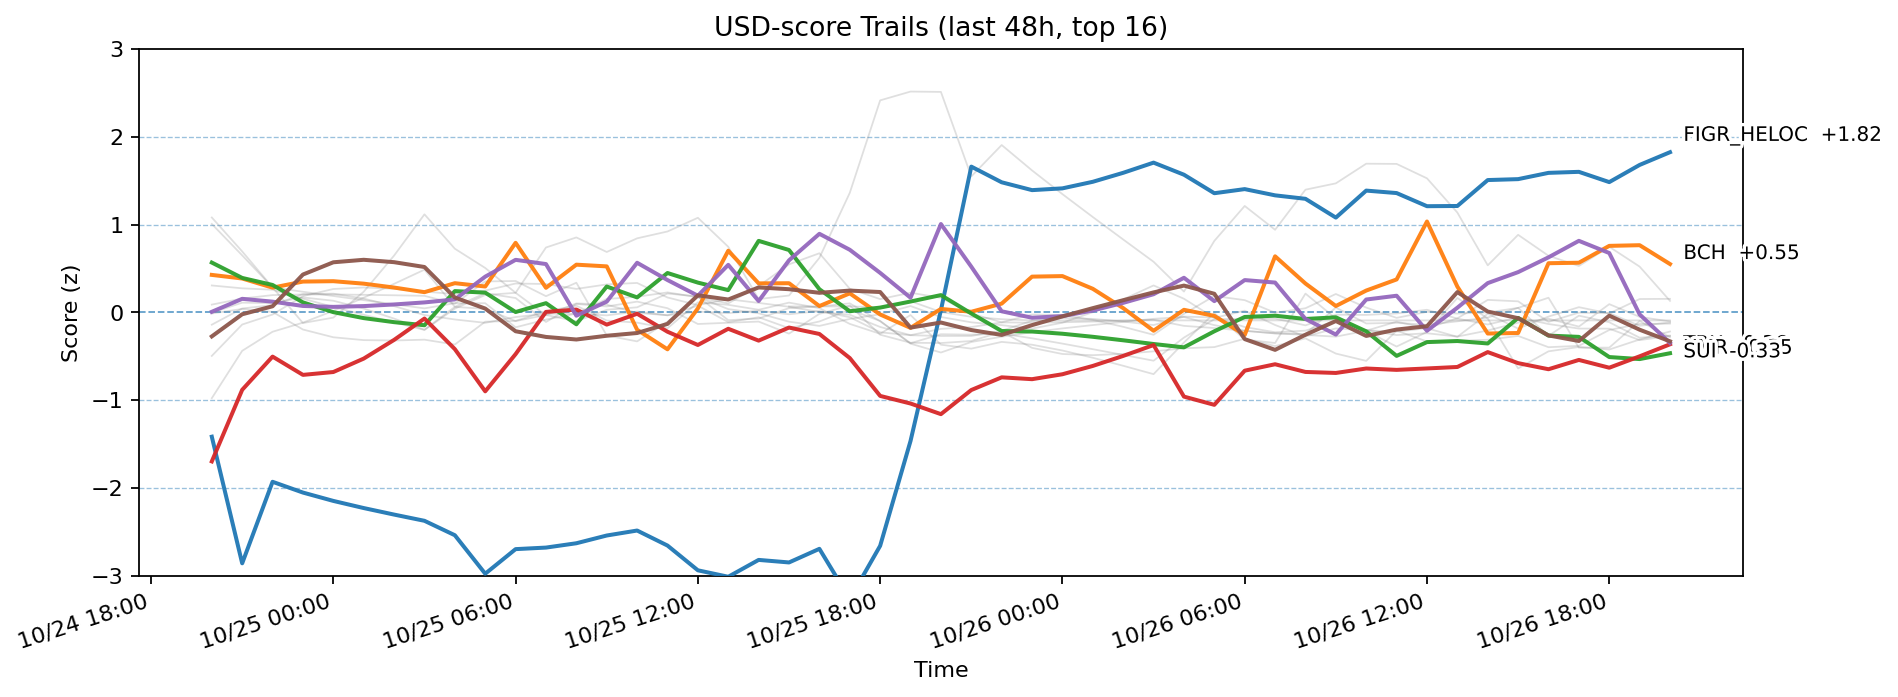 USD-score Trails (last 48h, top 16)
3
2
1
0
−1
−2
−3
Score (z)
FIGR_HELOC +1.82
BCH +0.55
SUI -0.33
10/24 18:00
10/25 00:00
10/25 06:00
10/25 12:00
10/25 18:00
10/26 00:00
10/26 06:00
10/26 12:00
10/26 18:00
Time